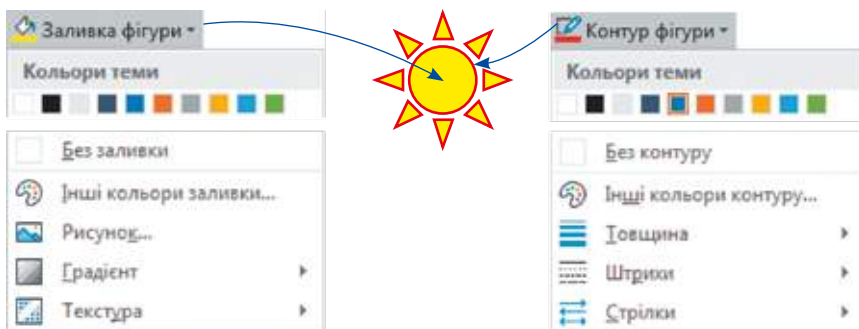 Заливка фігури
Кольори теми
Без заливки
Інші кольори заливки...
Рисунок...
Градієнт
Текстура
Контур фігури
Кольори теми
Без контуру
Інші кольори контуру...
Товщина
Штрихи
Стрілки